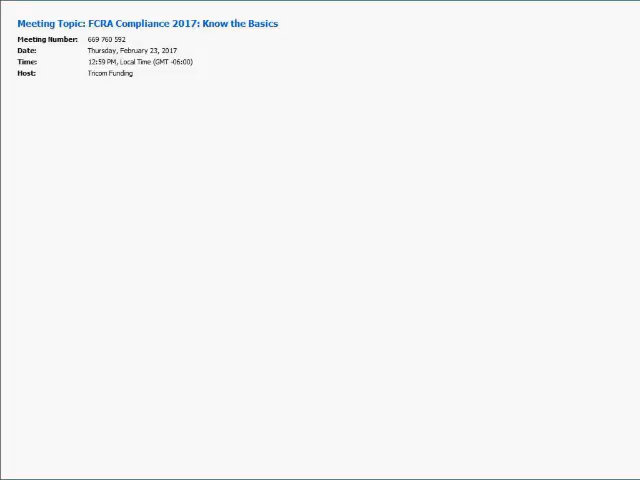 Meeting Topic: FCRA Compliance 2017: Know the Basics
Meeting Number: 669 760 592
Date: Thursday, February 23, 2017
Time: 12:59 PM, Local Time (GMT -06:00)
Host: Tricom Funding